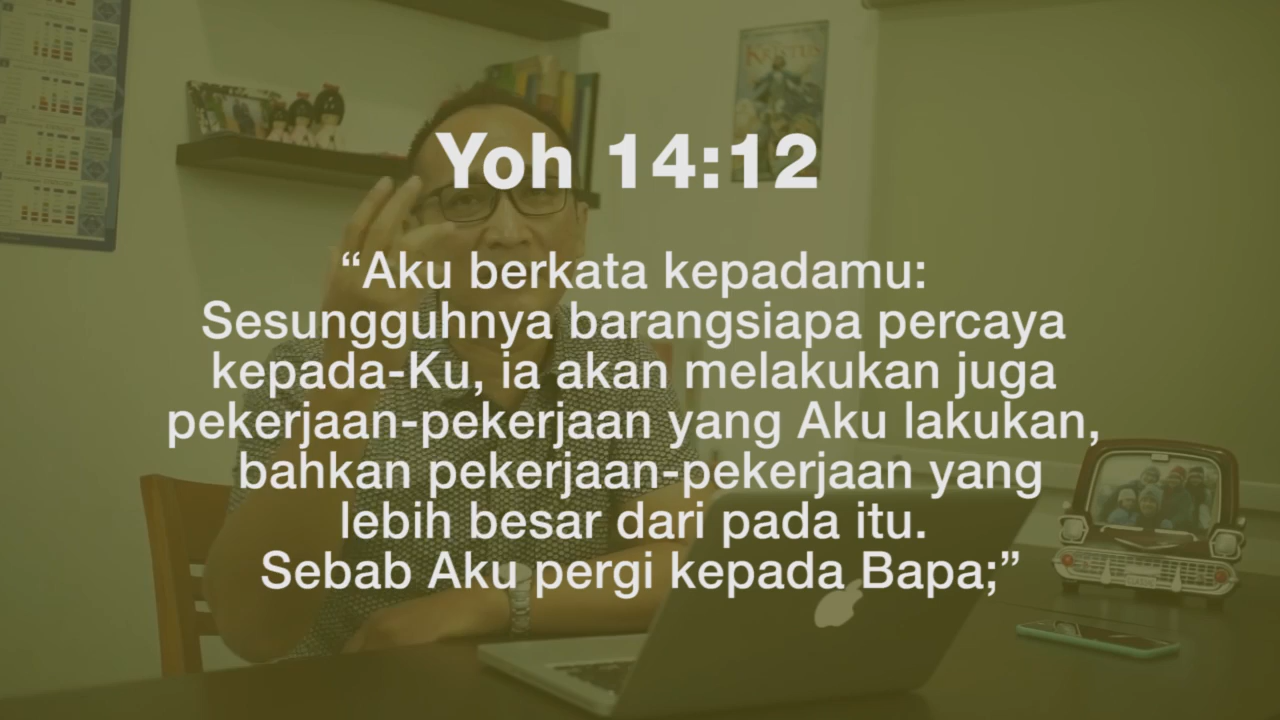 KRISTUS
Yoh 14:12
“Aku berkata kepadamu:
Sesungguhnya barangsiapa percaya
kepada-Ku, ia akan melakukan juga
pekerjaan-pekerjaan yang Aku lakukan,
bahkan pekerjaan-pekerjaan yang
lebih besar dari pada itu.
Sebab Aku pergi kepada Bapa;”